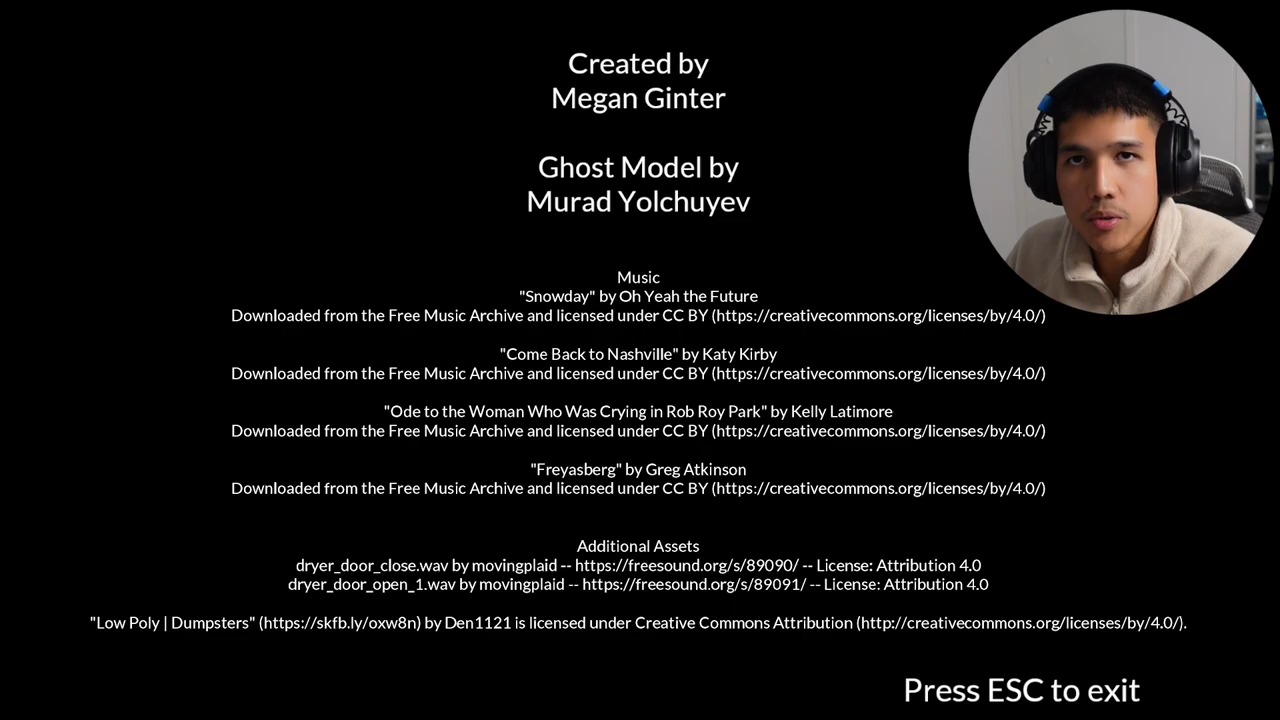 Created by
Megan Ginter
Ghost Model by
Murad Yolchuyev
Music
"Snowday" by Oh Yeah the Future
Downloaded from the Free Music Archive and licensed under CC BY (https://creativecommons.org/licenses/by/4.0/)
"Come Back to Nashville" by Katy Kirby
Downloaded from the Free Music Archive and licensed under CC BY (https://creativecommons.org/licenses/by/4.0/)
"Ode to the Woman Who Was Crying in Rob Roy Park" by Kelly Latimore
Downloaded from the Free Music Archive and licensed under CC BY (https://creativecommons.org/licenses/by/4.0/)
"Freyasberg" by Greg Atkinson
Downloaded from the Free Music Archive and licensed under CC BY (https://creativecommons.org/licenses/by/4.0/)
Additional Assets
dryer_door_close.wav by movingplaid -- https://freesound.org/s/89090/ -- License: Attribution 4.0
dryer_door_open_1.wav by movingplaid -- https://freesound.org/s/89091/ -- License: Attribution 4.0
"Low Poly | Dumpsters" (https://skfb.ly/oxw8n) by Den1121 is licensed under Creative Commons Attribution (http://creativecommons.org/licenses/by/4.0/).
Press ESC to exit